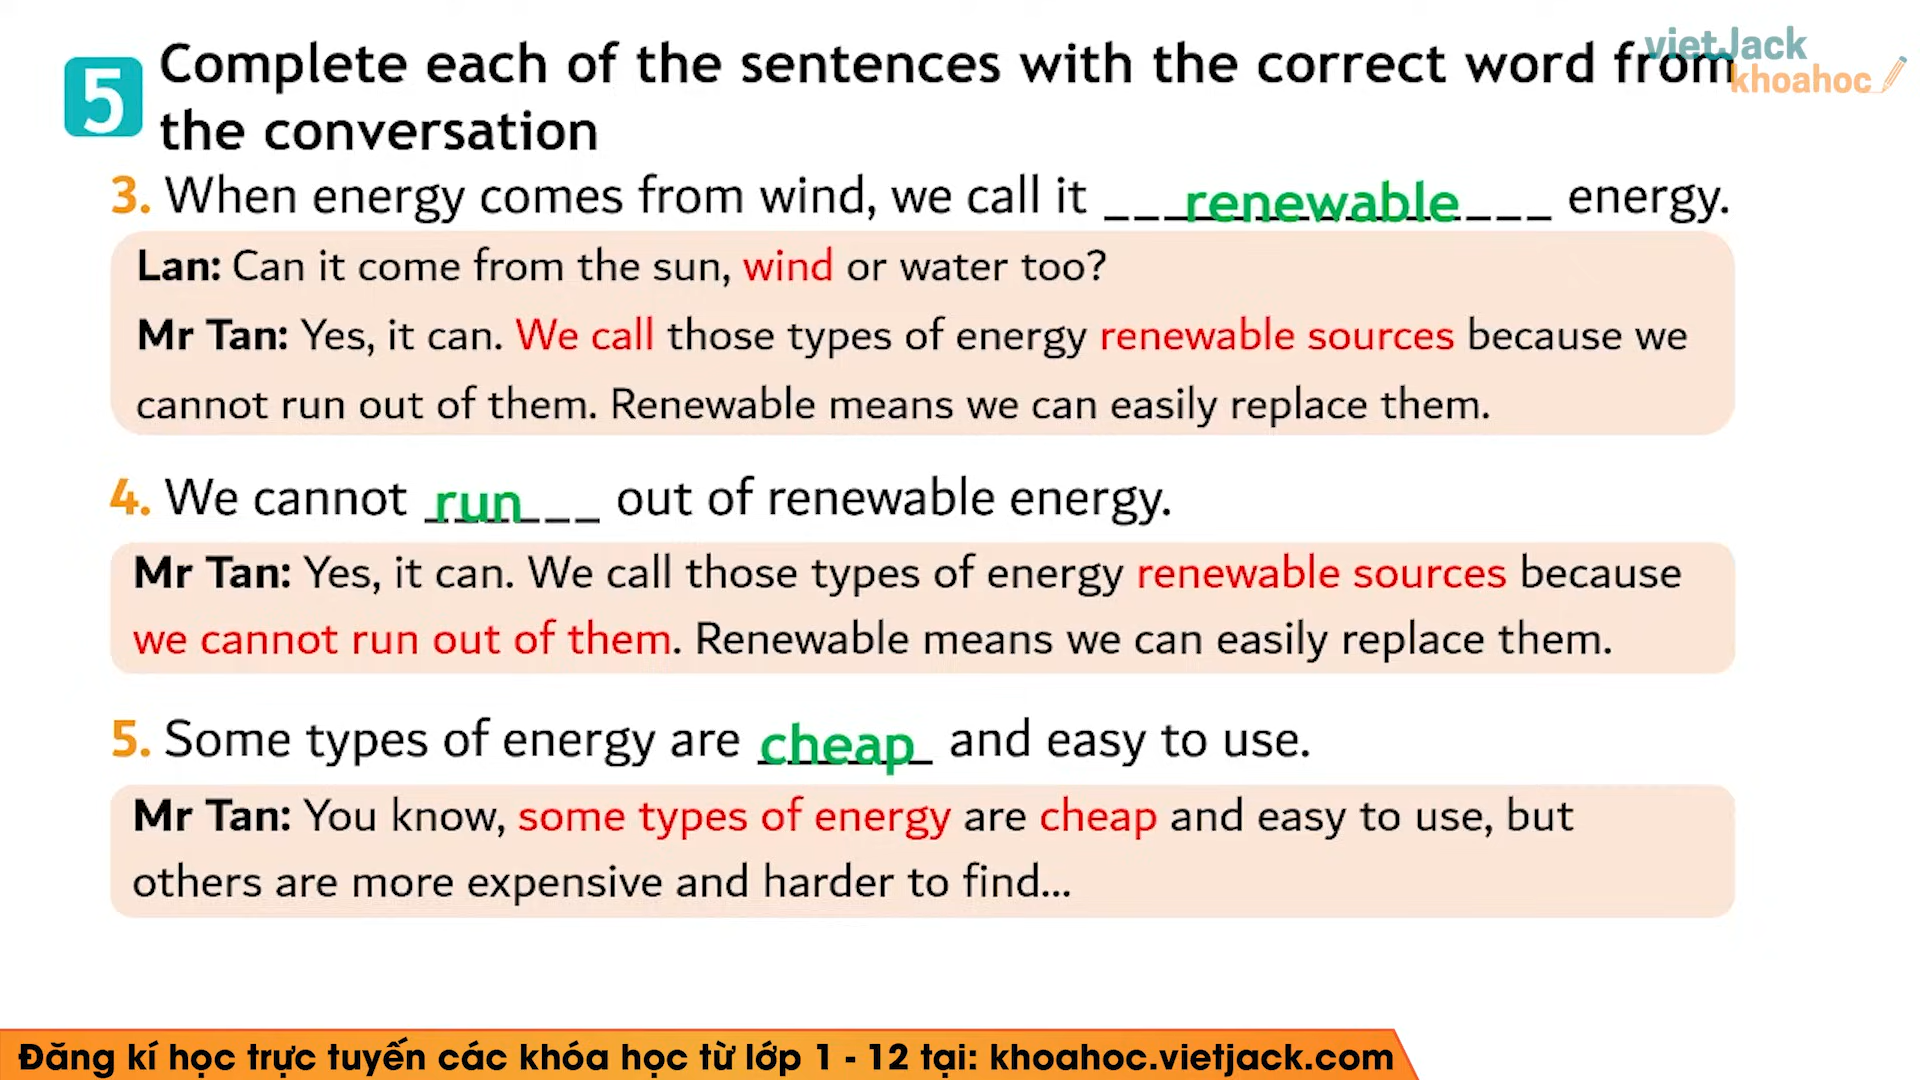 vietJack
khoahoc
5 Complete each of the sentences with the correct word from
the conversation
3. When energy comes from wind, we call it ___renewable___ energy.
Lan: Can it come from the sun, wind or water too?
Mr Tan: Yes, it can. We call those types of energy renewable sources because we
cannot run out of them. Renewable means we can easily replace them.
4. We cannot run___ out of renewable energy.
Mr Tan: Yes, it can. We call those types of energy renewable sources because
we cannot run out of them. Renewable means we can easily replace them.
5. Some types of energy are cheap and easy to use.
Mr Tan: You know, some types of energy are cheap and easy to use, but
others are more expensive and harder to find...
Đăng kí học trực tuyến các khóa học từ lớp 1 - 12 tại: khoahoc.vietjack.com